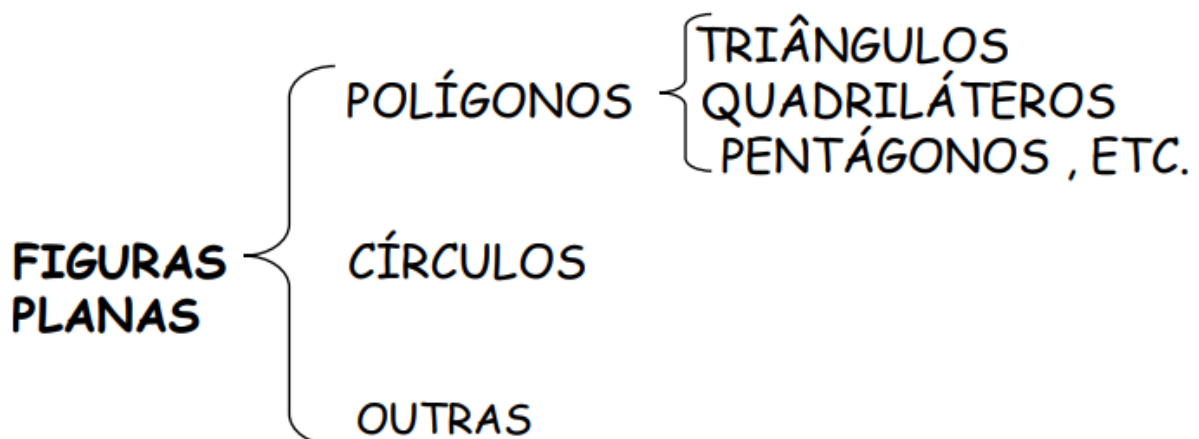 TRIÂNGULOS
POLÍGONOS QUADRILÁTEROS
PENTÁGONOS , ETC.
FIGURAS CÍRCULOS
PLANAS
OUTRAS